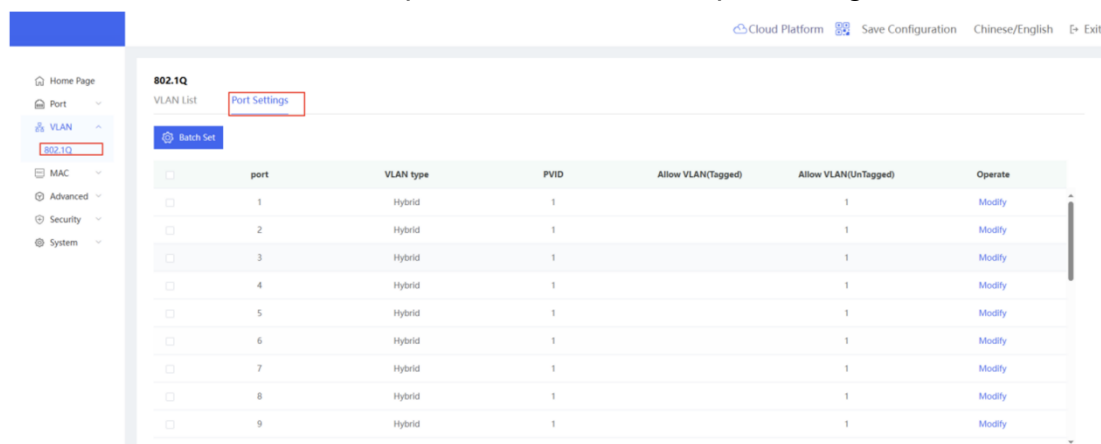 Cloud Platform Save Configuration Chinese/English Exit
Home Page
Port
VLAN
802.1Q
MAC
Advanced
Security
System
802.1Q
VLAN List Port Settings
Batch Set
port VLAN type PVID Allow VLAN(Tagged) Allow VLAN(UnTagged) Operate
1 Hybrid 1 1 Modify
2 Hybrid 1 1 Modify
3 Hybrid 1 1 Modify
4 Hybrid 1 1 Modify
5 Hybrid 1 1 Modify
6 Hybrid 1 1 Modify
7 Hybrid 1 1 Modify
8 Hybrid 1 1 Modify
9 Hybrid 1 1 Modify